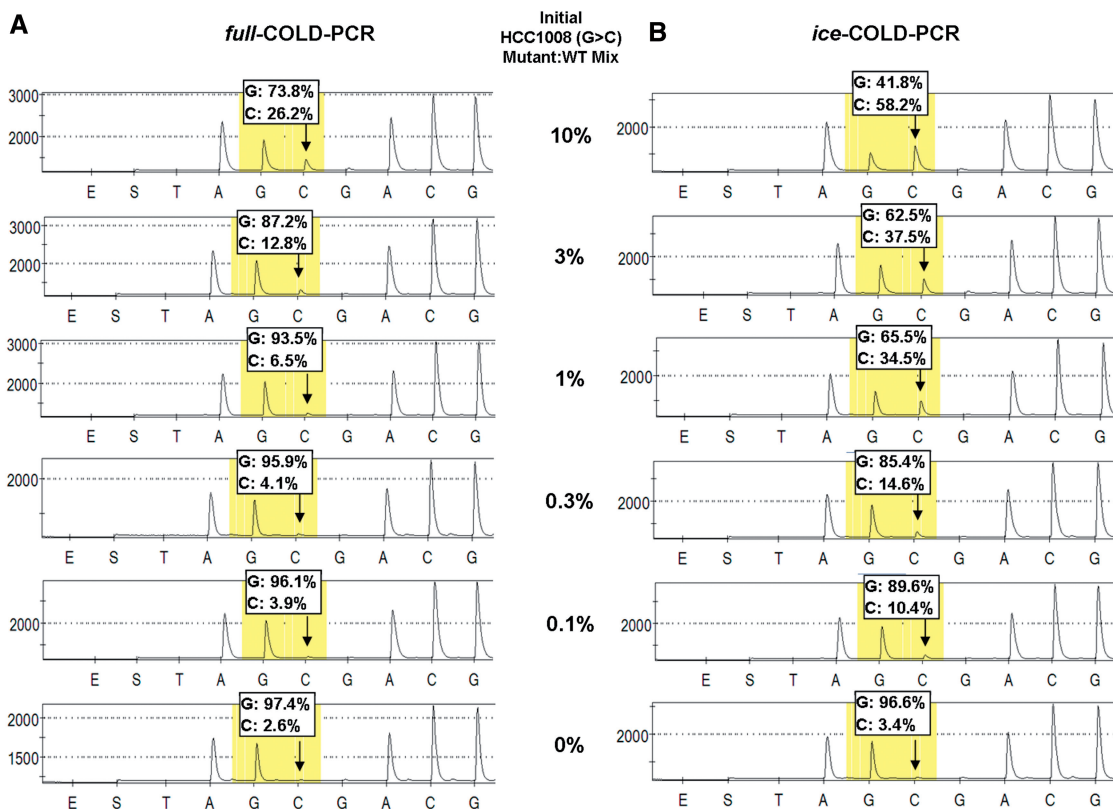 A
full-COLD-PCR
Initial
HCC1008 (G>C)
Mutant:WT Mix
B
ice-COLD-PCR
G: 73.8%
C: 26.2%
3000
2000
E S T A G C G A C G
10%
G: 41.8%
C: 58.2%
2000
E S T A G C G A C G
G: 87.2%
C: 12.8%
3000
2000
E S T A G C G A C G
3%
G: 62.5%
C: 37.5%
2000
E S T A G C G A C G
G: 93.5%
C: 6.5%
3000
2000
E S T A G C G A C G
1%
G: 65.5%
C: 34.5%
2000
E S T A G C G A C G
G: 95.9%
C: 4.1%
2000
E S T A G C G A C G
0.3%
G: 85.4%
C: 14.6%
2000
E S T A G C G A C G
G: 96.1%
C: 3.9%
2000
E S T A G C G A C G
0.1%
G: 89.6%
C: 10.4%
2000
E S T A G C G A C G
G: 97.4%
C: 2.6%
2000
1500
E S T A G C G A C G
0%
G: 96.6%
C: 3.4%
2000
E S T A G C G A C G